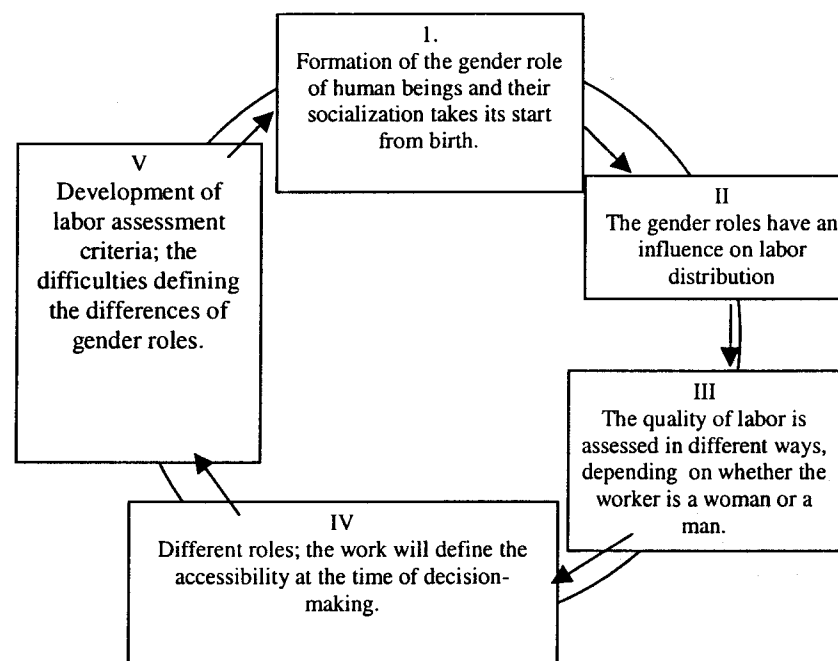 1.
Formation of the gender role
of human beings and their
socialization takes its start
from birth.
II
The gender roles have an
influence on labor
distribution
III
The quality of labor is
assessed in different ways,
depending on whether the
worker is a woman or a
man.
IV
Different roles; the work will define the
accessibility at the time of decision-
making.
V
Development of
labor assessment
criteria; the
difficulties defining
the differences of
gender roles.